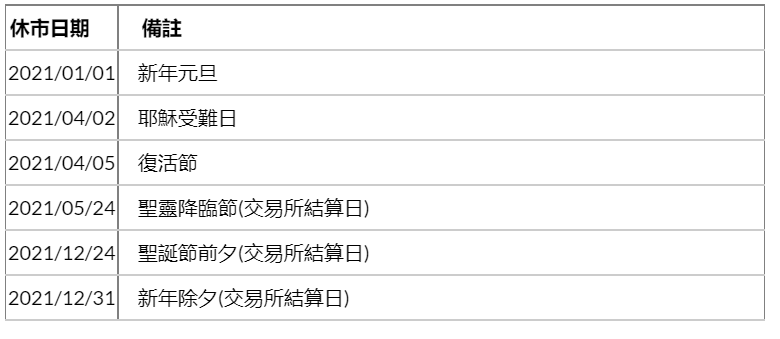 休市日期 備註
2021/01/01 新年元旦
2021/04/02 耶穌受難日
2021/04/05 復活節
2021/05/24 聖靈降臨節(交易所結算日)
2021/12/24 聖誕節前夕(交易所結算日)
2021/12/31 新年除夕(交易所結算日)